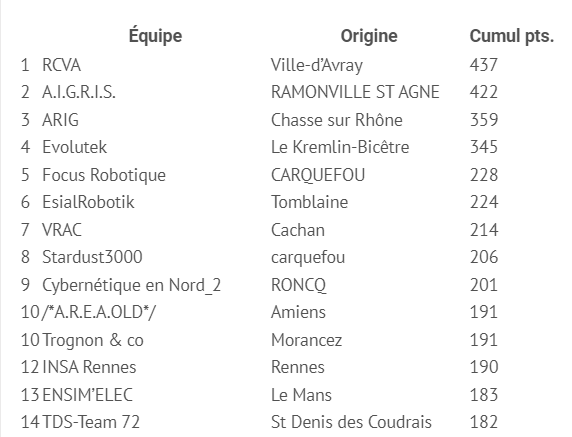 Équipe Origine Cumul pts.
1 RCVA Ville-d’Avray 437
2 A.I.G.R.I.S. RAMONVILLE ST AGNE 422
3 ARIG Chasse sur Rhône 359
4 Evolutek Le Kremlin-Bicêtre 345
5 Focus Robotique CARQUEFOU 228
6 EsialRobotik Tomblaine 224
7 VRAC Cachan 214
8 Stardust3000 carquefou 206
9 Cybernétique en Nord_2 RONCQ 201
10 /*A.R.E.A.OLD*/ Amiens 191
10 Trognon & co Morancez 191
12 INSA Rennes Rennes 190
13 ENSIM’ELEC Le Mans 183
14 TDS-Team 72 St Denis des Coudrais 182